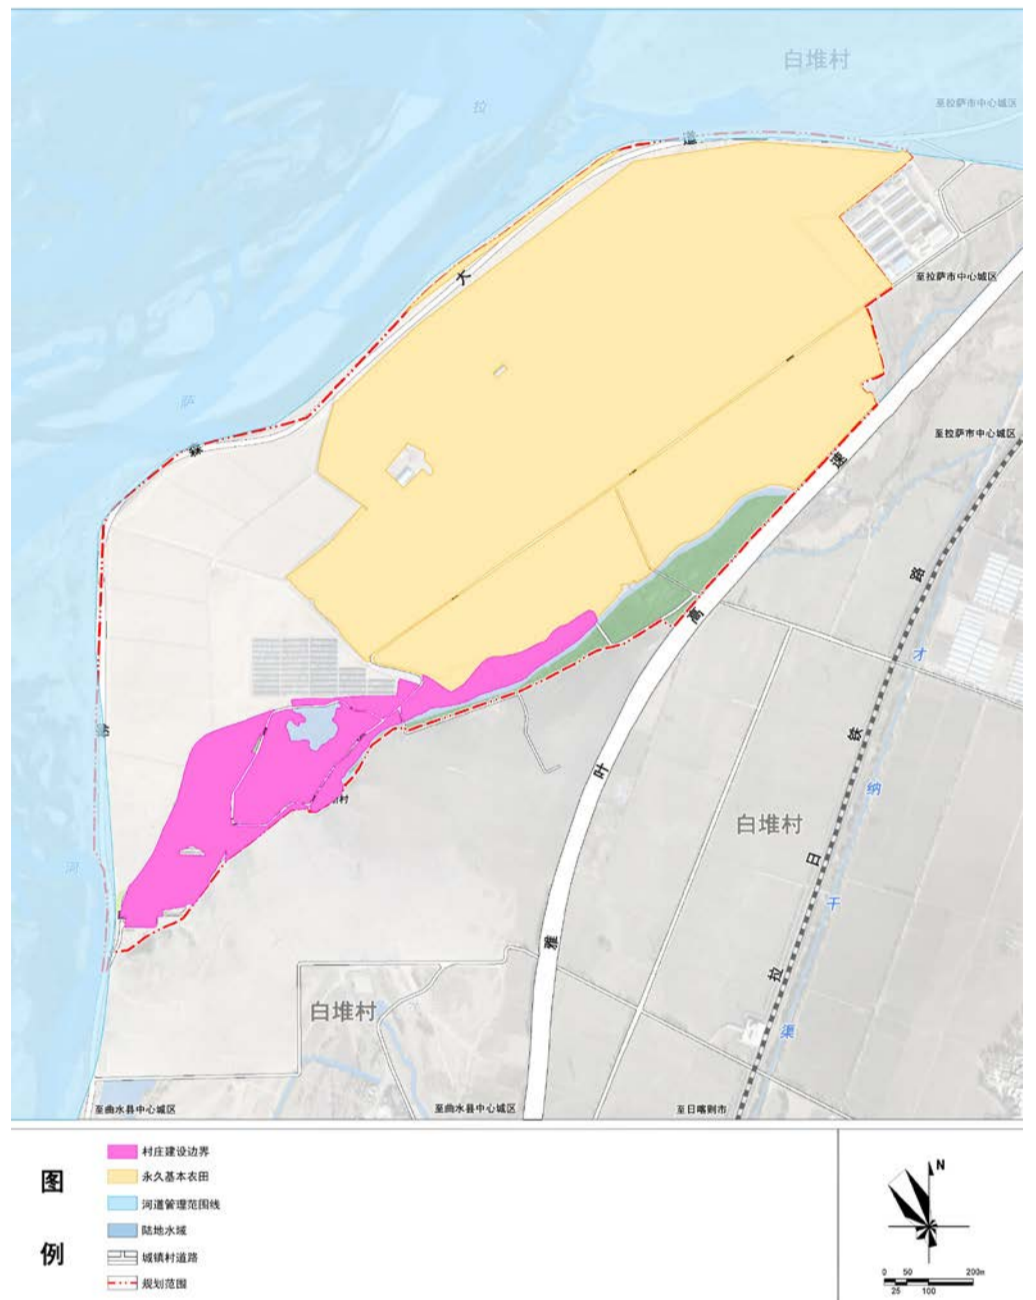 白堆村
拉
至拉萨市中心城区
道
大
至拉萨市中心城区
萨
至拉萨市中心城区
速
森
路
高
才
格
铁
叶
纳
村
白堆村
河
日
干
雅
拉
白堆村
渠
至曲水县中心城区
至曲水县中心城区
至日喀则市
图
例
村庄建设边界
永久基本农田
河道管理范围线
陆地水域
城镇村道路
规划范围
N
0 50 200m
25 100